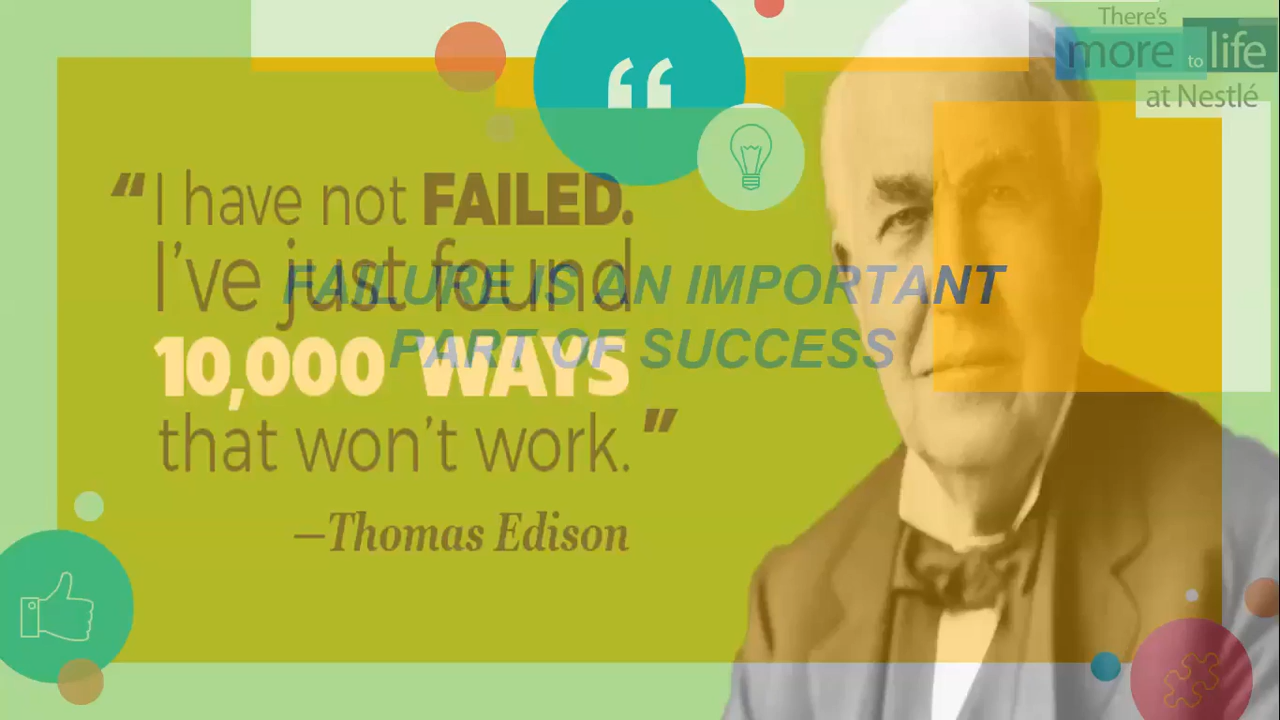 There's
more to life
at Nestlé
“I have not FAILED.
I've just found
FAILURE IS AN IMPORTANT
10,000 WAYS
PART OF SUCCESS
that won't work.”
—Thomas Edison